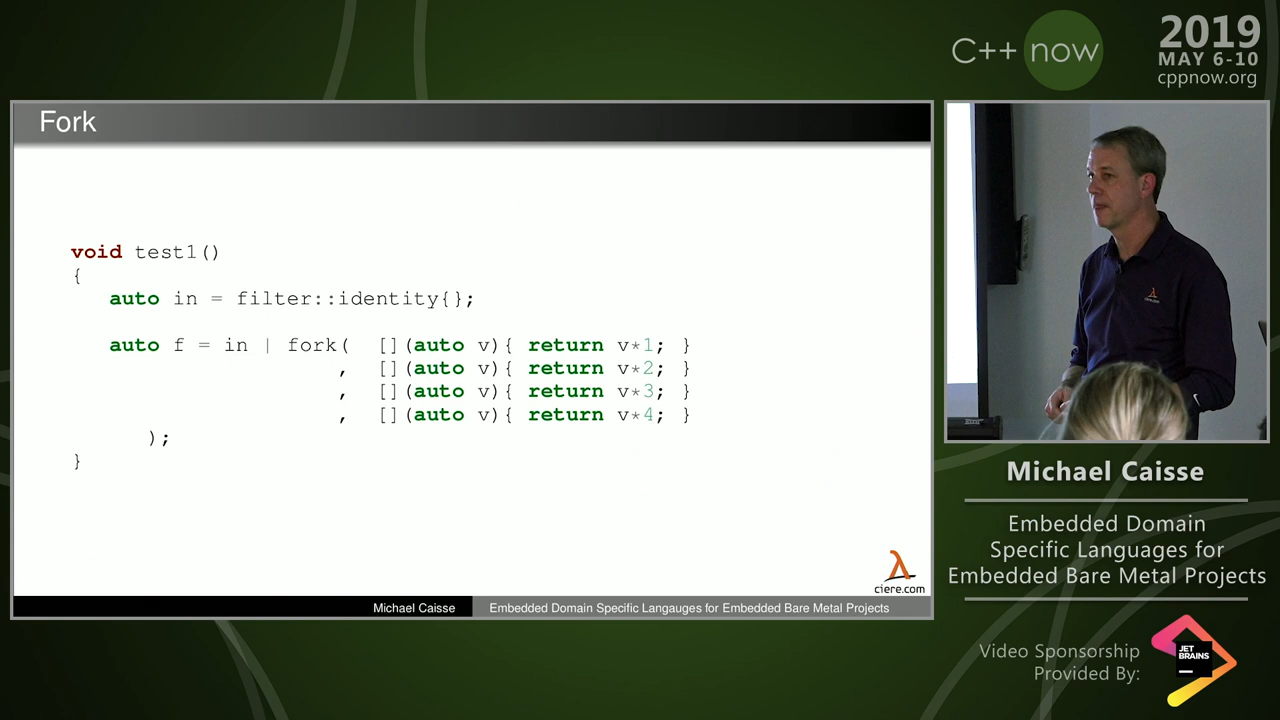 C++ now
2019
MAY 6-10
cppnow.org
Fork
void test1()
{
auto in = filter::identity{};
auto f = in | fork( [](auto v){ return v*1; }
, [](auto v){ return v*2; }
, [](auto v){ return v*3; }
, [](auto v){ return v*4; }
);
}
λ
ciere.com
Michael Caisse
Embedded Domain Specific Langauges for Embedded Bare Metal Projects
Michael Caisse
Embedded Domain
Specific Languages for
Embedded Bare Metal Projects
Video Sponsorship
Provided By:
JET
BRAINS